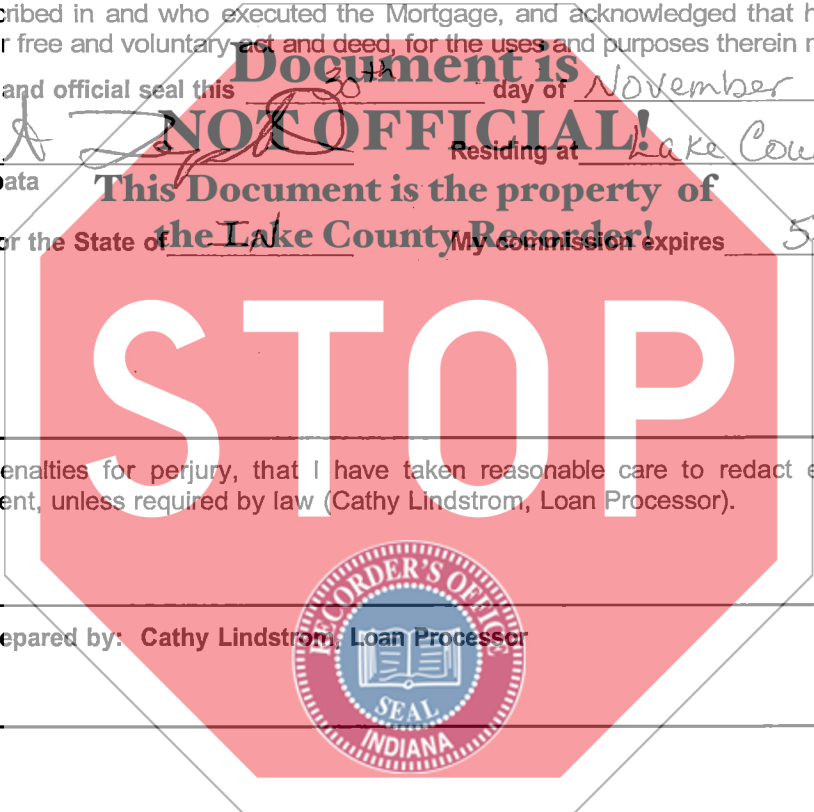 cribed in and who executed the Mortgage, and acknowledged that h
r free and voluntary act and deed, for the uses and purposes therein
Document is
and official seal this 30th day of November
NOT OFFICIAL!
Residing at Lake Cou
ata
This Document is the property of
the Lake County Recorder!
or the State of IN My commission expires 5
STOP
enalties for perjury, that I have taken reasonable care to redact e
ent, unless required by law (Cathy Lindstrom, Loan Processor).
RECORDER'S OFFICE
epared by: Cathy Lindstrom, Loan Processor
SEAL
INDIANA